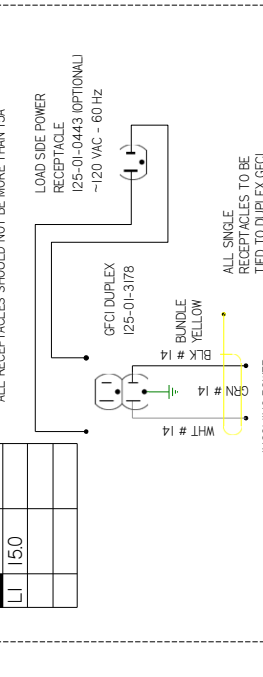 ALL RECEPTACLES SHOULD NOT BE MORE THAN 15A
L1 15.0
LOAD SIDE POWER
RECEPTACLE
125-01-0443 (OPTIONAL)
~120 VAC - 60 Hz
GFCI DUPLEX
125-01-3178
BUNDLE
YELLOW
BLK # 14
GRN # 14
WHT # 14
ALL SINGLE
RECEPTACLES TO BE
TIED TO DUPLEX GFCI